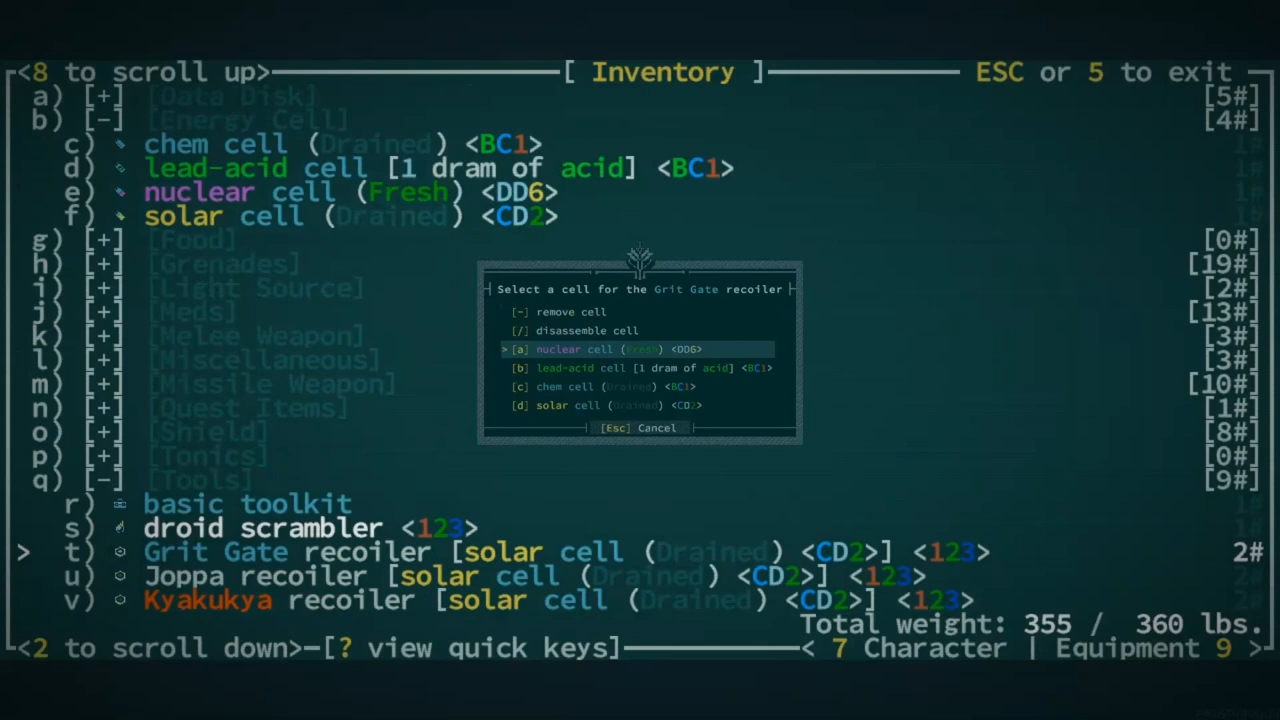 <8 to scroll up> [ Inventory ] ESC or 5 to exit
a) [+] [Data Disk] [5#]
b) [-] [Energy Cell] [4#]
c) chem cell (Drained) <BC1> 1#
d) lead-acid cell [1 dram of acid] <BC1> 1#
e) nuclear cell (Fresh) <DD6> 1#
f) solar cell (Drained) <CD2> 1#
g) [+] [Food] [0#]
h) [+] [Grenades] [19#]
i) [+] [Light Source] [2#]
j) [+] [Meds] [13#]
k) [+] [Melee Weapon] [3#]
l) [+] [Miscellaneous] [3#]
m) [+] [Missile Weapon] [10#]
n) [+] [Quest Items] [1#]
o) [+] [Shield] [8#]
p) [+] [Tonics] [0#]
q) [-] [Tools] [9#]
r) basic toolkit
s) droid scrambler <123>
> t) Grit Gate recoiler [solar cell (Drained) <CD2>] <123> 2#
u) Joppa recoiler [solar cell (Drained) <CD2>] <123>
v) Kyakukya recoiler [solar cell (Drained) <CD2>] <123>
Total weight: 355 / 360 lbs.
<2 to scroll down> [? view quick keys] < 7 Character | Equipment 9 >
Select a cell for the Grit Gate recoiler
[-] remove cell
[/] disassemble cell
> [a] nuclear cell (Fresh) <DD6>
[b] lead-acid cell [1 dram of acid] <BC1>
[c] chem cell (Drained) <BC1>
[d] solar cell (Drained) <CD2>
[Esc] Cancel